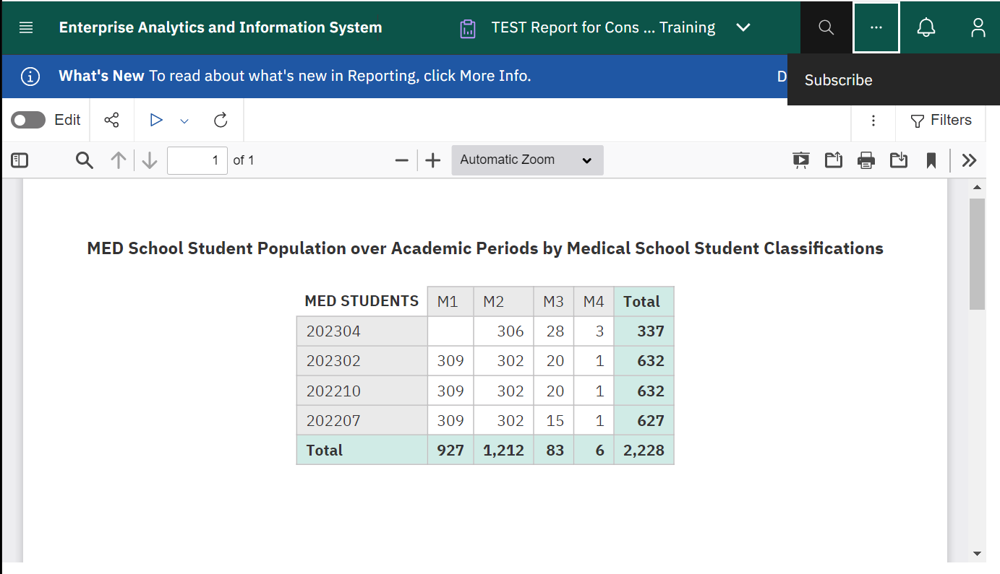 Enterprise Analytics and Information System TEST Report for Cons ... Training ...
What's New To read about what's new in Reporting, click More Info. D Subscribe
Edit Filters
1 of 1 Automatic Zoom
MED School Student Population over Academic Periods by Medical School Student Classifications
MED STUDENTS M1 M2 M3 M4 Total
202304 306 28 3 337
202302 309 302 20 1 632
202210 309 302 20 1 632
202207 309 302 15 1 627
Total 927 1,212 83 6 2,228